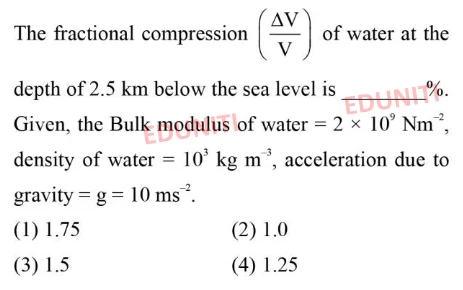 The fractional compression (ΔV/V) of water at the
depth of 2.5 km below the sea level is ________%.
Given, the Bulk modulus of water = 2 × 10⁹ Nm⁻²,
density of water = 10³ kg m⁻³, acceleration due to
gravity = g = 10 ms⁻².
(1) 1.75 (2) 1.0
(3) 1.5 (4) 1.25
EDUNITI
EDUNITI